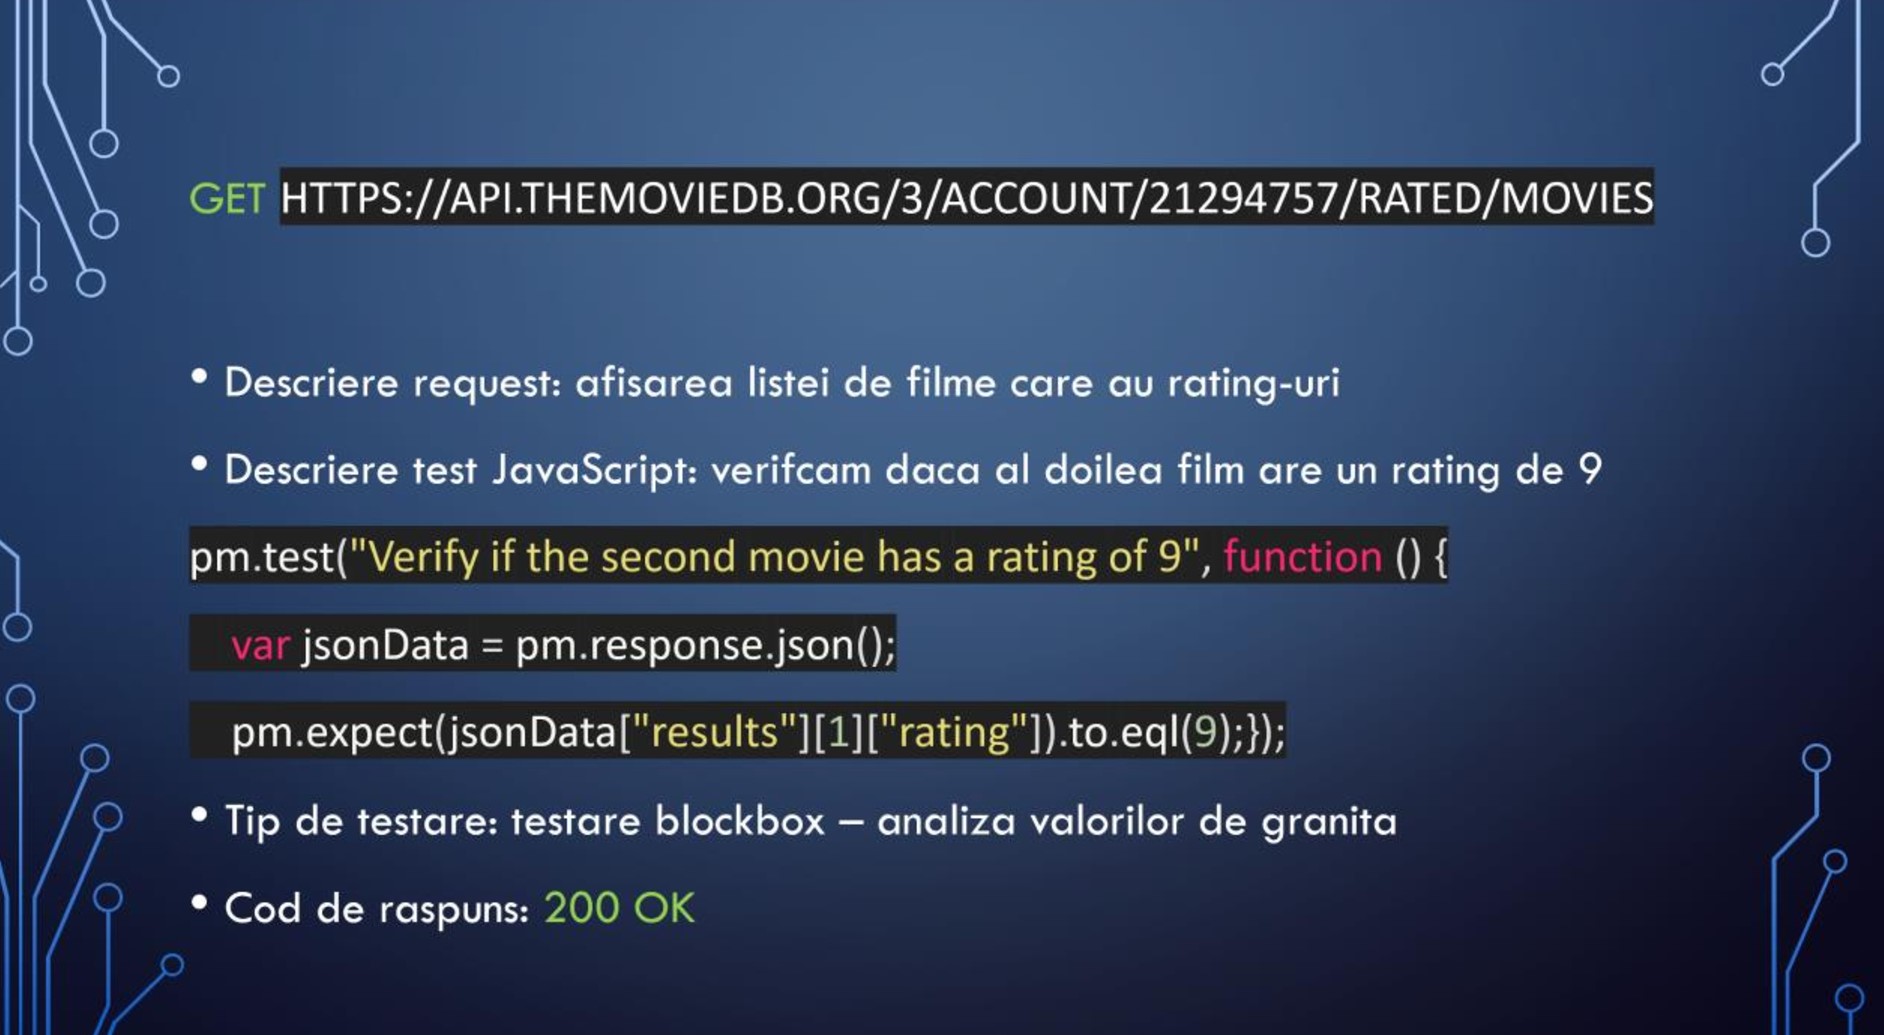 GET HTTPS://API.THEMOVIEDB.ORG/3/ACCOUNT/21294757/RATED/MOVIES
• Descriere request: afisarea listei de filme care au rating-uri
• Descriere test JavaScript: verifcam daca al doilea film are un rating de 9
pm.test("Verify if the second movie has a rating of 9", function () {
    var jsonData = pm.response.json();
    pm.expect(jsonData["results"][1]["rating"]).to.eql(9);});
• Tip de testare: testare blockbox – analiza valorilor de granita
• Cod de raspuns: 200 OK